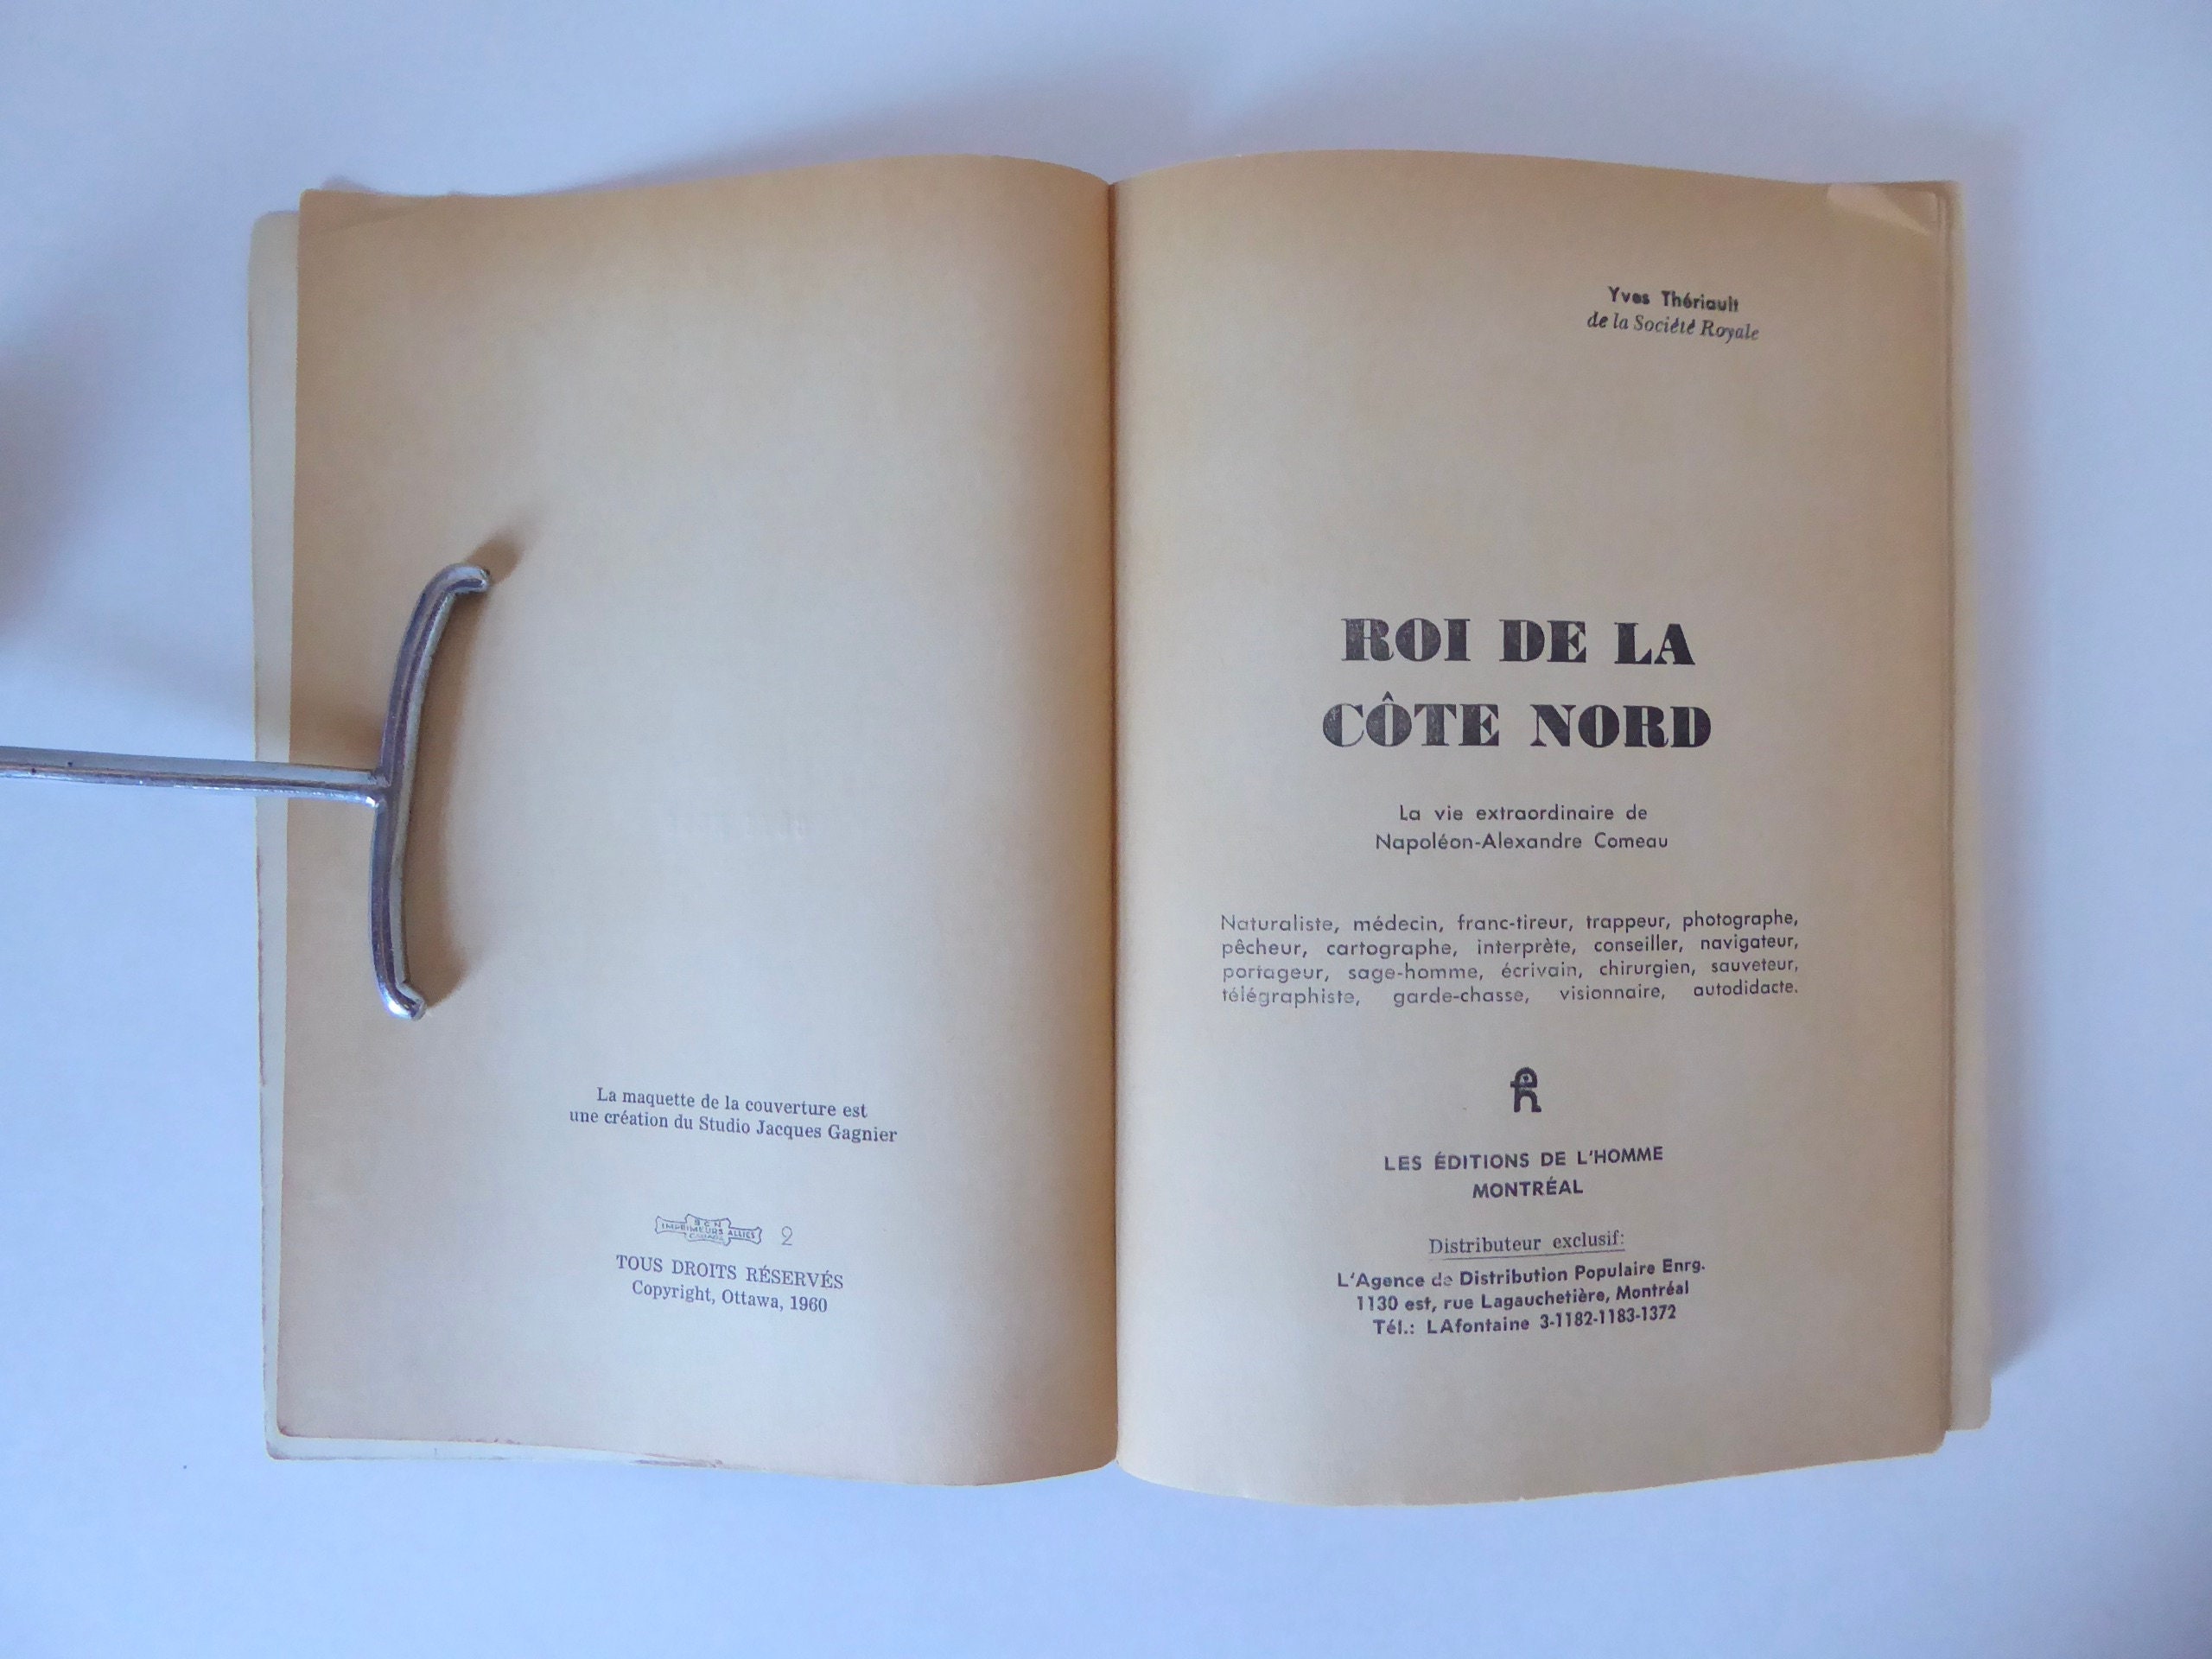 La maquette de la couverture est
une création du Studio Jacques Gagnier
IMPRIMEURS ALLIÉS
CANADA
2
TOUS DROITS RÉSERVÉS
Copyright, Ottawa, 1960
Yves Thériault
de la Société Royale
ROI DE LA
CÔTE NORD
La vie extraordinaire de
Napoléon-Alexandre Comeau
Naturaliste, médecin, franc-tireur, trappeur, photographe,
pêcheur, cartographe, interprète, conseiller, navigateur,
portageur, sage-homme, écrivain, chirurgien, sauveteur,
télégraphiste, garde-chasse, visionnaire, autodidacte.
LES ÉDITIONS DE L'HOMME
MONTRÉAL
Distributeur exclusif:
L'Agence de Distribution Populaire Enrg.
1130 est, rue Lagauchetière, Montréal
Tél.: LAfontaine 3-1182-1183-1372